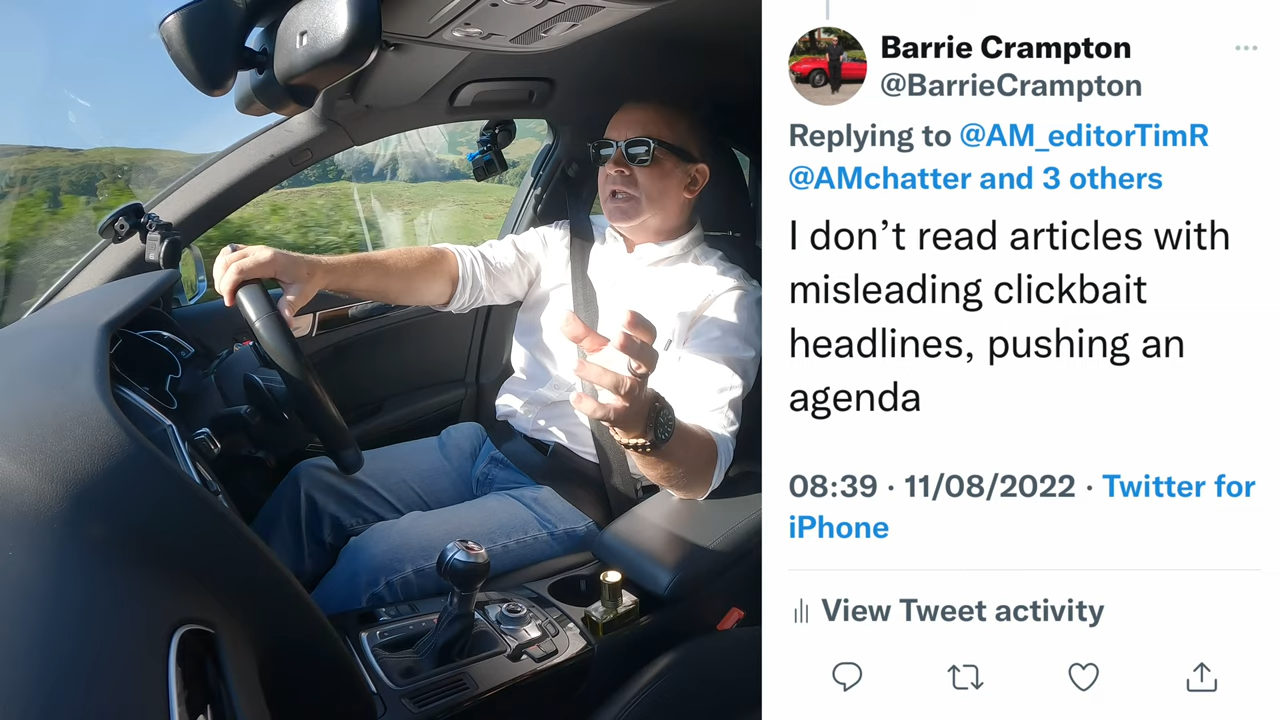 Barrie Crampton
@BarrieCrampton
Replying to @AM_editorTimR
@AMchatter and 3 others
I don’t read articles with
misleading clickbait
headlines, pushing an
agenda
08:39 · 11/08/2022 · Twitter for
iPhone
View Tweet activity